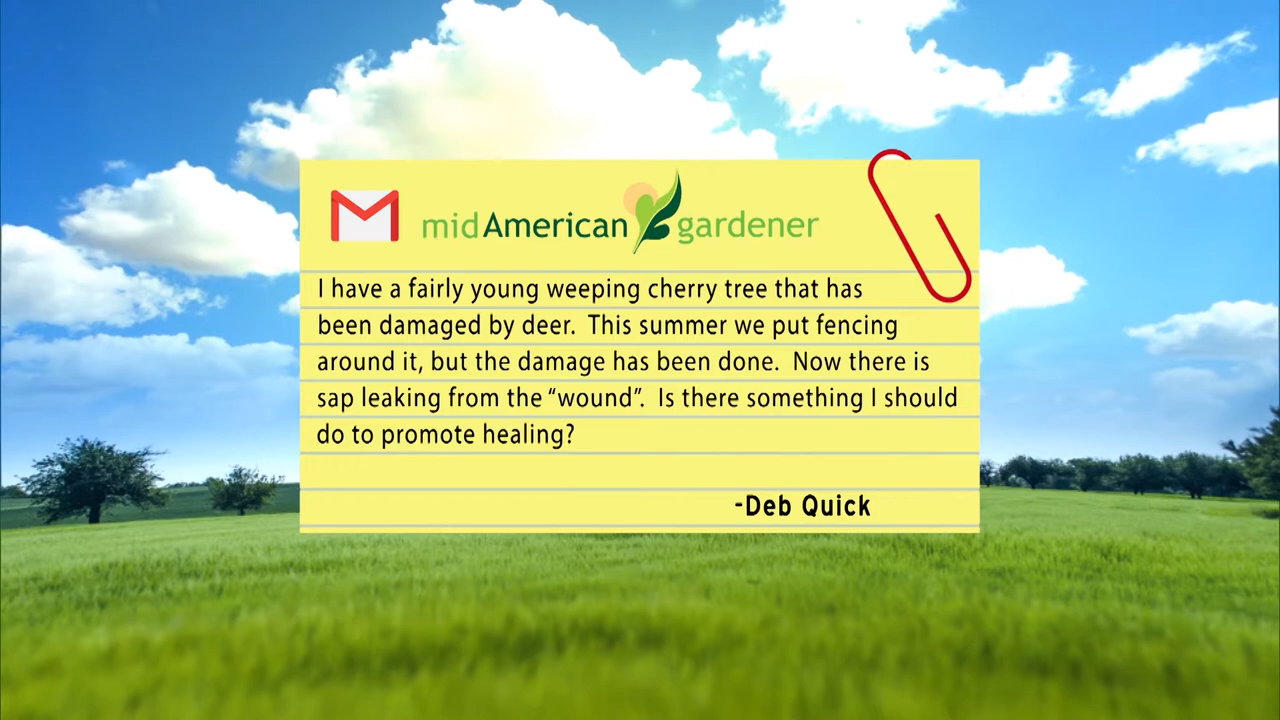 mid American gardener
I have a fairly young weeping cherry tree that has
been damaged by deer.  This summer we put fencing
around it, but the damage has been done.  Now there is
sap leaking from the “wound”.  Is there something I should
do to promote healing?
-Deb Quick